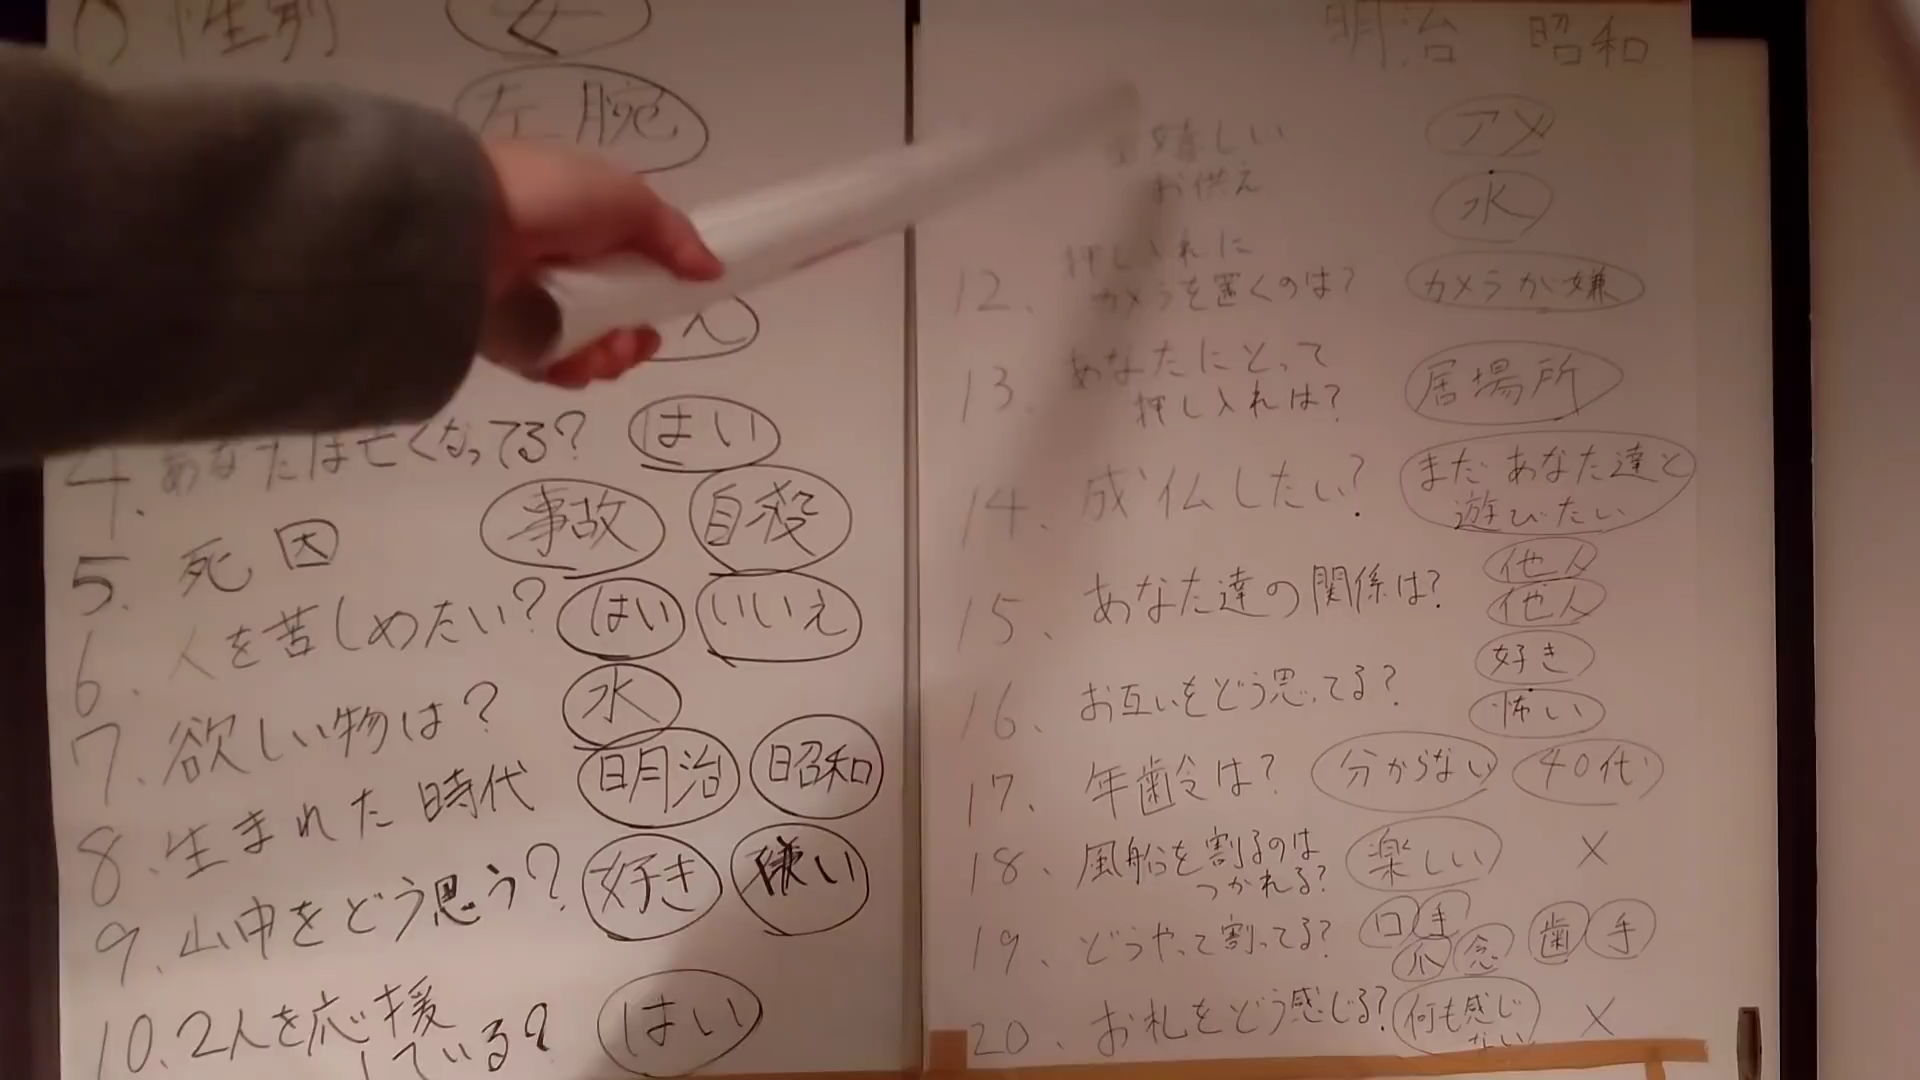 0 性別 女
左腕
4. あなたは亡くなってる? はい
5. 死因 事故 自殺
6. 人を苦しめたい? はい いいえ
7. 欲しい物は? 水
8. 生まれた時代 明治 昭和
9. 山中をどう思う? 好き 嫌い
10. 2人を応援
している? はい
明治 昭和
嬉しい アメ
お供え 水
12. 押し入れに
カメラを置くのは? カメラが嫌
13. あなたにとって
押し入れは? 居場所
14. 成仏したい? まだあなた達と
遊びたい
15. あなた達の関係は? 他人
他人
16. お互いをどう思ってる? 好き
怖い
17. 年齢は? 分からない 40代
18. 風船を割るのは
つかれる? 楽しい ×
19. どうやって割ってる? 口 手
爪 念 歯 手
20. お札をどう感じる? 何も感じ
ない ×